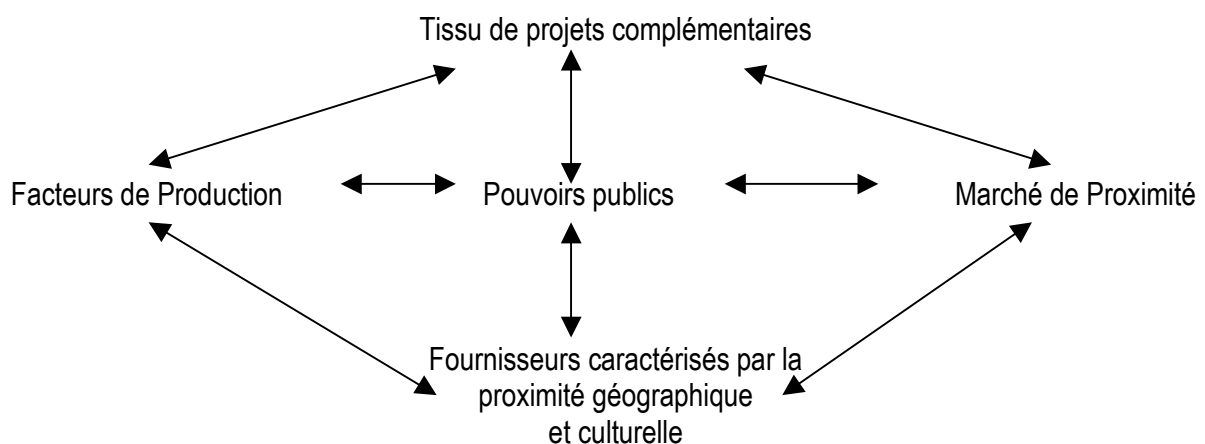 Tissu de projets complémentaires
Facteurs de Production
Pouvoirs publics
Marché de Proximité
Fournisseurs caractérisés par la
proximité géographique
et culturelle